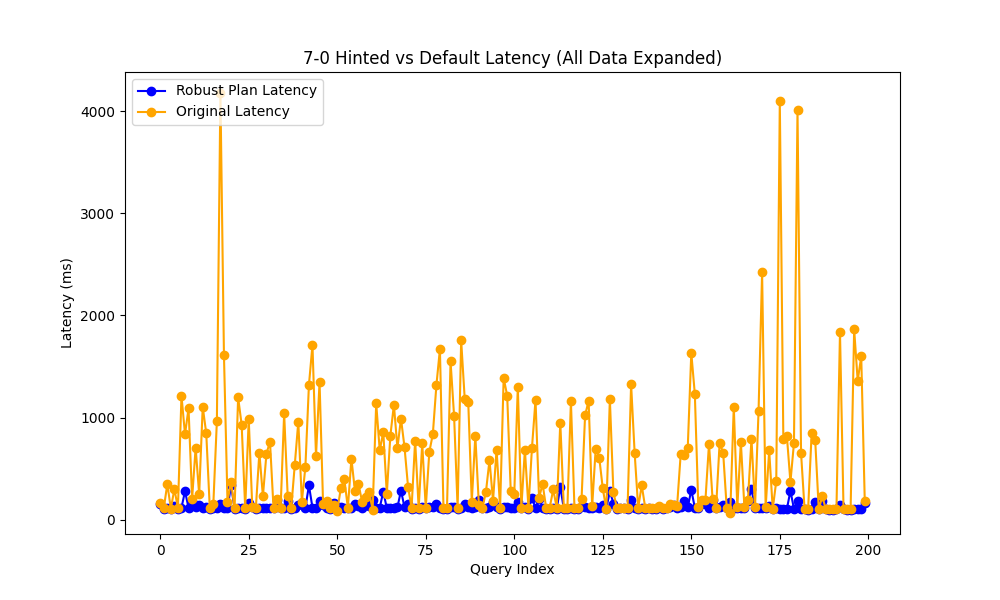 7-0 Hinted vs Default Latency (All Data Expanded)
Robust Plan Latency
Original Latency
4000
3000
2000
1000
0
Latency (ms)
0 25 50 75 100 125 150 175 200
Query Index